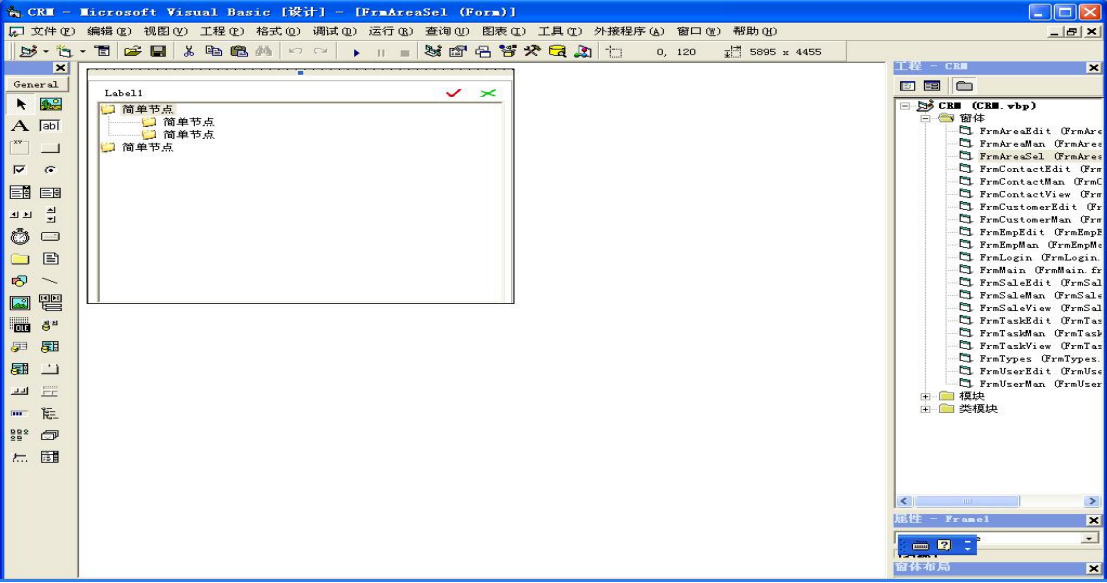 CRM - Microsoft Visual Basic [设计] - [FrmAreaSel (Form)]
文件(F) 编辑(E) 视图(V) 工程(P) 格式(O) 调试(D) 运行(R) 查询(U) 图表(I) 工具(T) 外接程序(A) 窗口(W) 帮助(H)
0, 120 5895 x 4455
General
Label1
简单节点
简单节点
简单节点
简单节点
工程 - CRM
CRM (CRM.vbp)
窗体
FrmAreaEdit (FrmAre
FrmAreaMan (FrmArea
FrmAreaSel (FrmArea
FrmContactEdit (Frm
FrmContactMan (FrmC
FrmContactView (Frm
FrmCustomerEdit (Fr
FrmCustomerMan (Frm
FrmEmpEdit (FrmEmpE
FrmEmpMan (FrmEmpMa
FrmLogin (FrmLogin.
FrmMain (FrmMain.fr
FrmSaleEdit (FrmSal
FrmSaleMan (FrmSale
FrmSaleView (FrmSal
FrmTaskEdit (FrmTas
FrmTaskMan (FrmTask
FrmTaskView (FrmTas
FrmTypes (FrmTypes.
FrmUserEdit (FrmUse
FrmUserMan (FrmUser
模块
类模块
属性 - Frame1
窗体布局